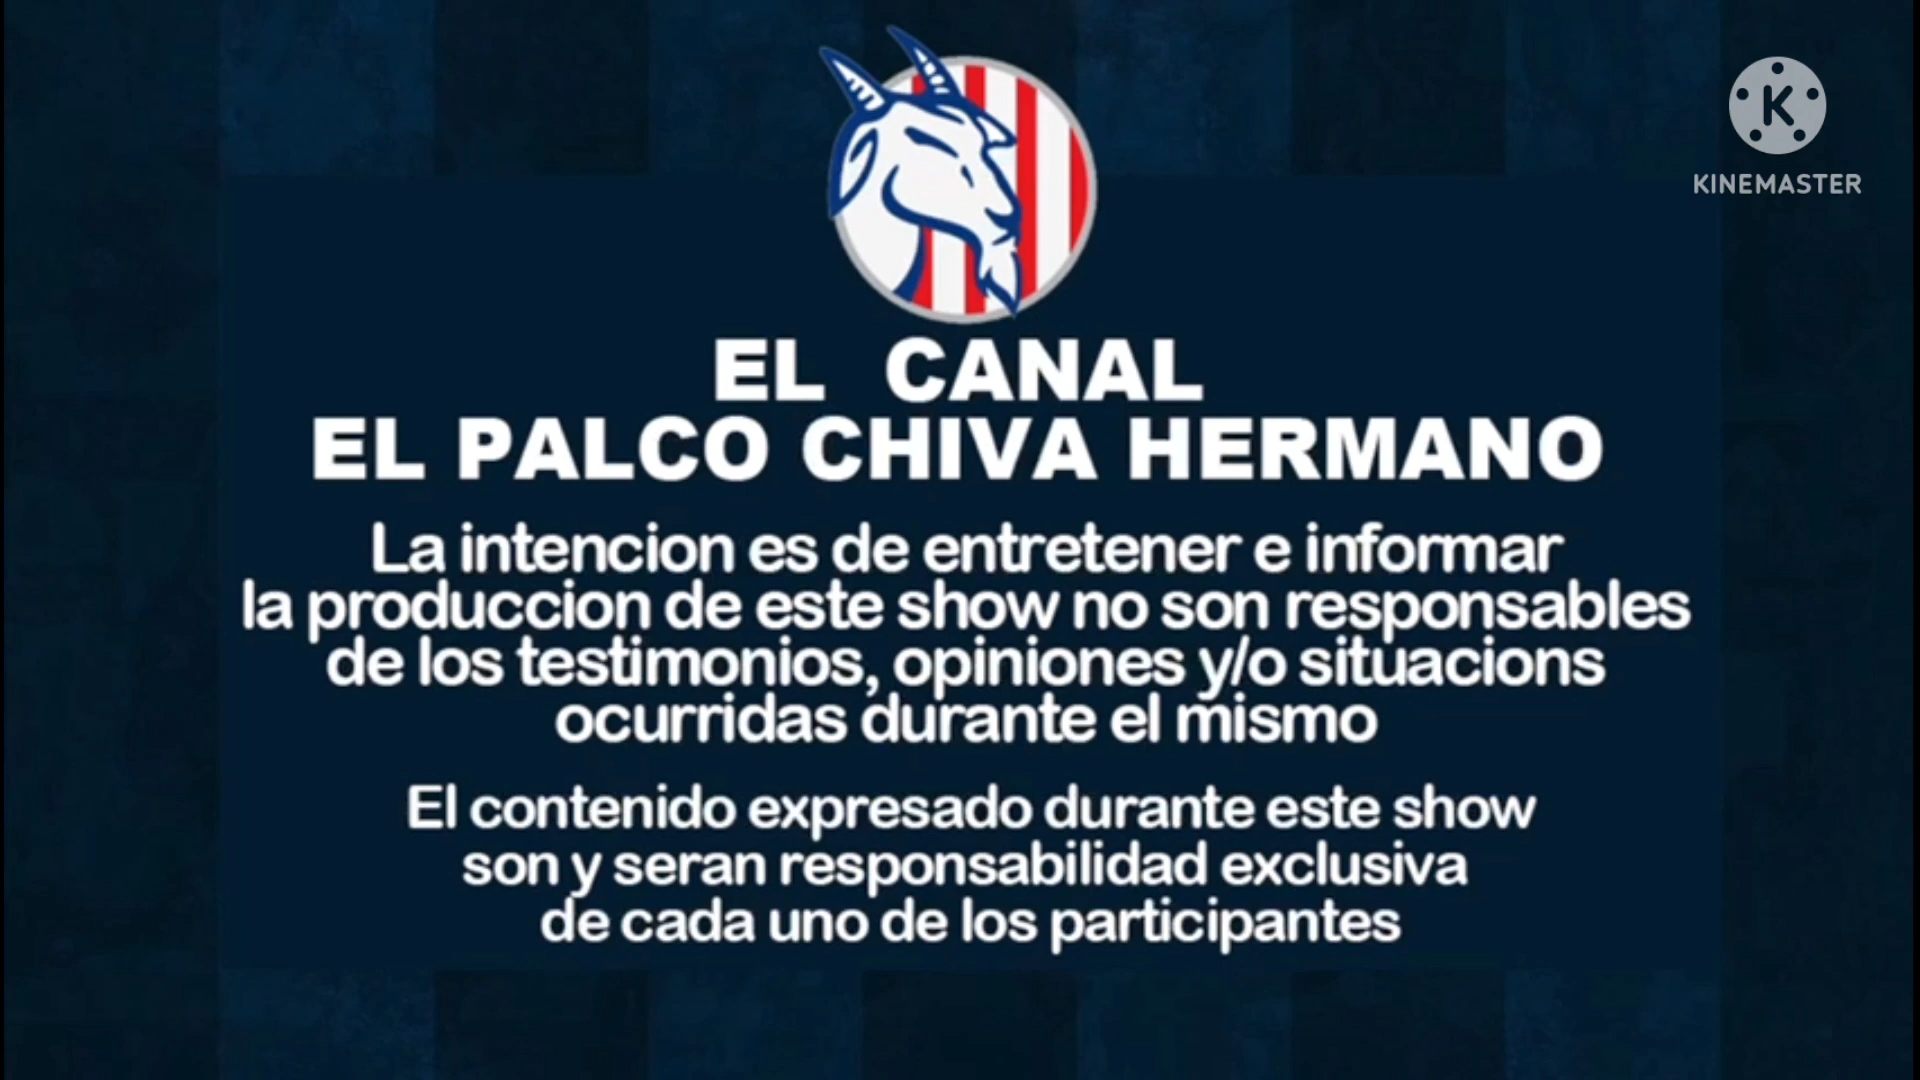 KINEMASTER
EL CANAL
EL PALCO CHIVA HERMANO
La intencion es de entretener e informar
la produccion de este show no son responsables
de los testimonios, opiniones y/o situacions
ocurridas durante el mismo
El contenido expresado durante este show
son y seran responsabilidad exclusiva
de cada uno de los participantes